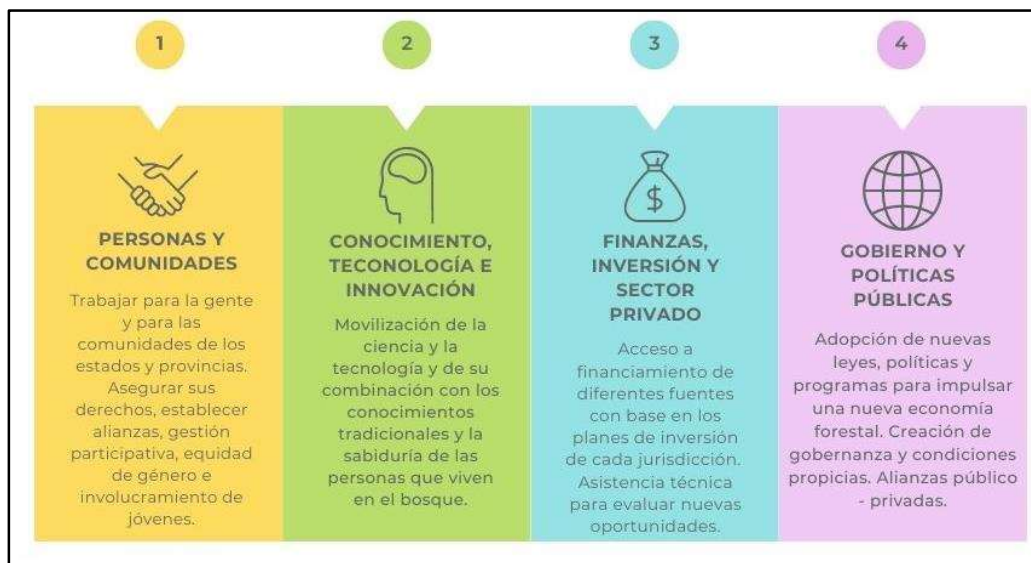 1
PERSONAS Y
COMUNIDADES
Trabajar para la gente
y para las
comunidades de los
estados y provincias.
Asegurar sus
derechos, establecer
alianzas, gestión
participativa, equidad
de género e
involucramiento de
jóvenes.
2
CONOCIMIENTO,
TECONOLOGÍA E
INNOVACIÓN
Movilización de la
ciencia y la
tecnología y de su
combinación con los
conocimientos
tradicionales y la
sabiduría de las
personas que viven
en el bosque.
3
$
FINANZAS,
INVERSIÓN Y
SECTOR
PRIVADO
Acceso a
financiamiento de
diferentes fuentes
con base en los
planes de inversión
de cada jurisdicción.
Asistencia técnica
para evaluar nuevas
oportunidades.
4
GOBIERNO Y
POLÍTICAS
PÚBLICAS
Adopción de nuevas
leyes, políticas y
programas para impulsar
una nueva economía
forestal. Creación de
gobernanza y condiciones
propicias. Alianzas público
- privadas.